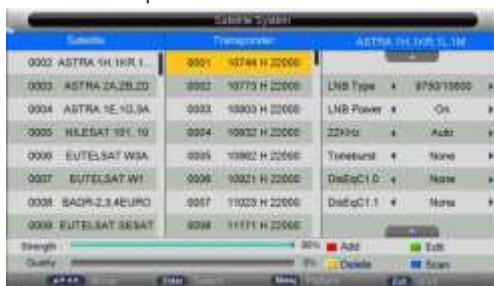 Satellite System
Satellite Transponder ASTRA 1H,1KR,1L,1M
0002 ASTRA 1H,1KR,1... 0001 10744 H 22000
0003 ASTRA 2A,2B,2D 0002 10773 H 22000 LNB Type 9750/10600
0004 ASTRA 1E,1G,3A 0003 10803 H 22000 LNB Power On
0005 NILESAT 101, 10 0004 10832 H 22000 22KHz Auto
0006 EUTELSAT W3A 0005 10862 H 22000 Toneburst None
0007 EUTELSAT W1 0006 10921 H 22000 DisEqC1.0 None
0008 BADR-2,3,4EURO 0007 11023 H 22000 DisEqC1.1 None
0009 EUTELSAT SESAT 0008 11171 H 22000
Strength 90% Add Edit
Quality Delete Scan
Enter Menu Exit